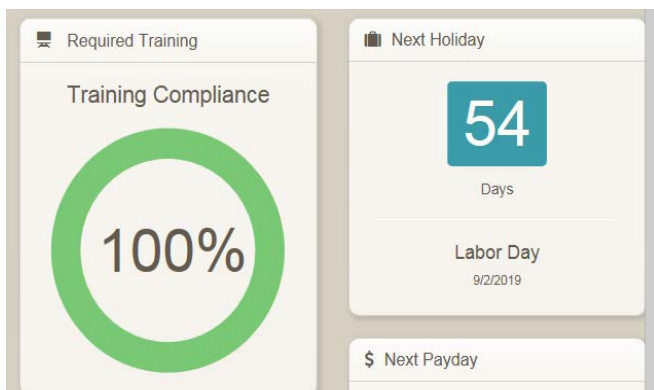 Required Training
Training Compliance
100%
Next Holiday
54
Days
Labor Day
9/2/2019
$ Next Payday